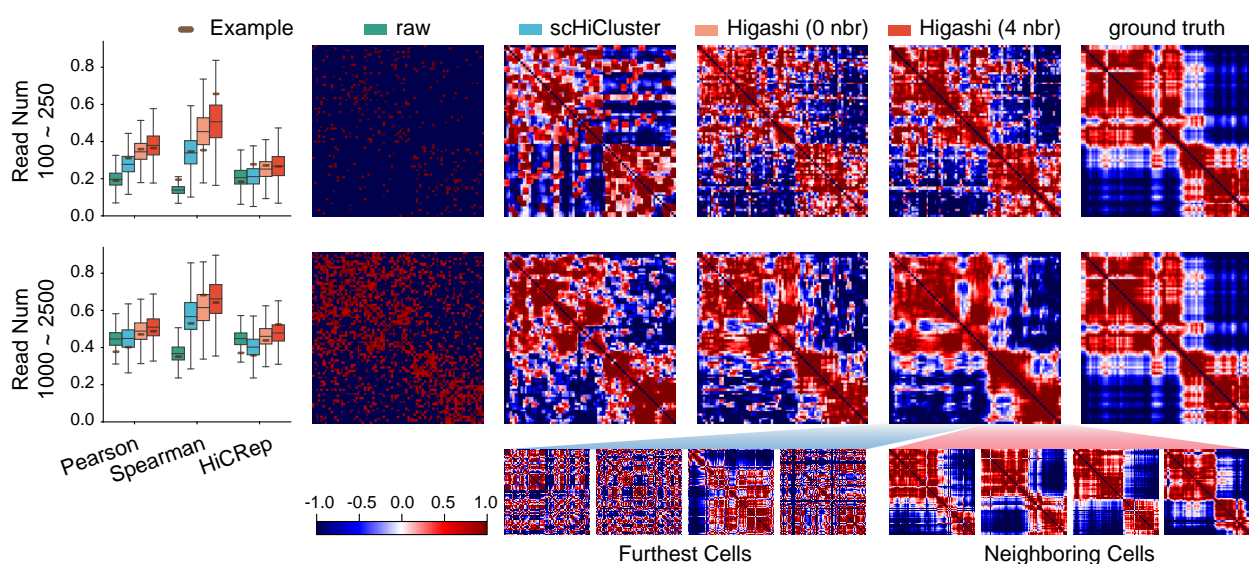 Example
raw
scHiCluster
Higashi (0 nbr)
Higashi (4 nbr)
ground truth
Read Num
100 ~ 250
0.8
0.6
0.4
0.2
0.0
Read Num
1000 ~ 2500
0.8
0.6
0.4
0.2
0.0
Pearson
Spearman
HiCRep
-1.0 -0.5 0.0 0.5 1.0
Furthest Cells
Neighboring Cells